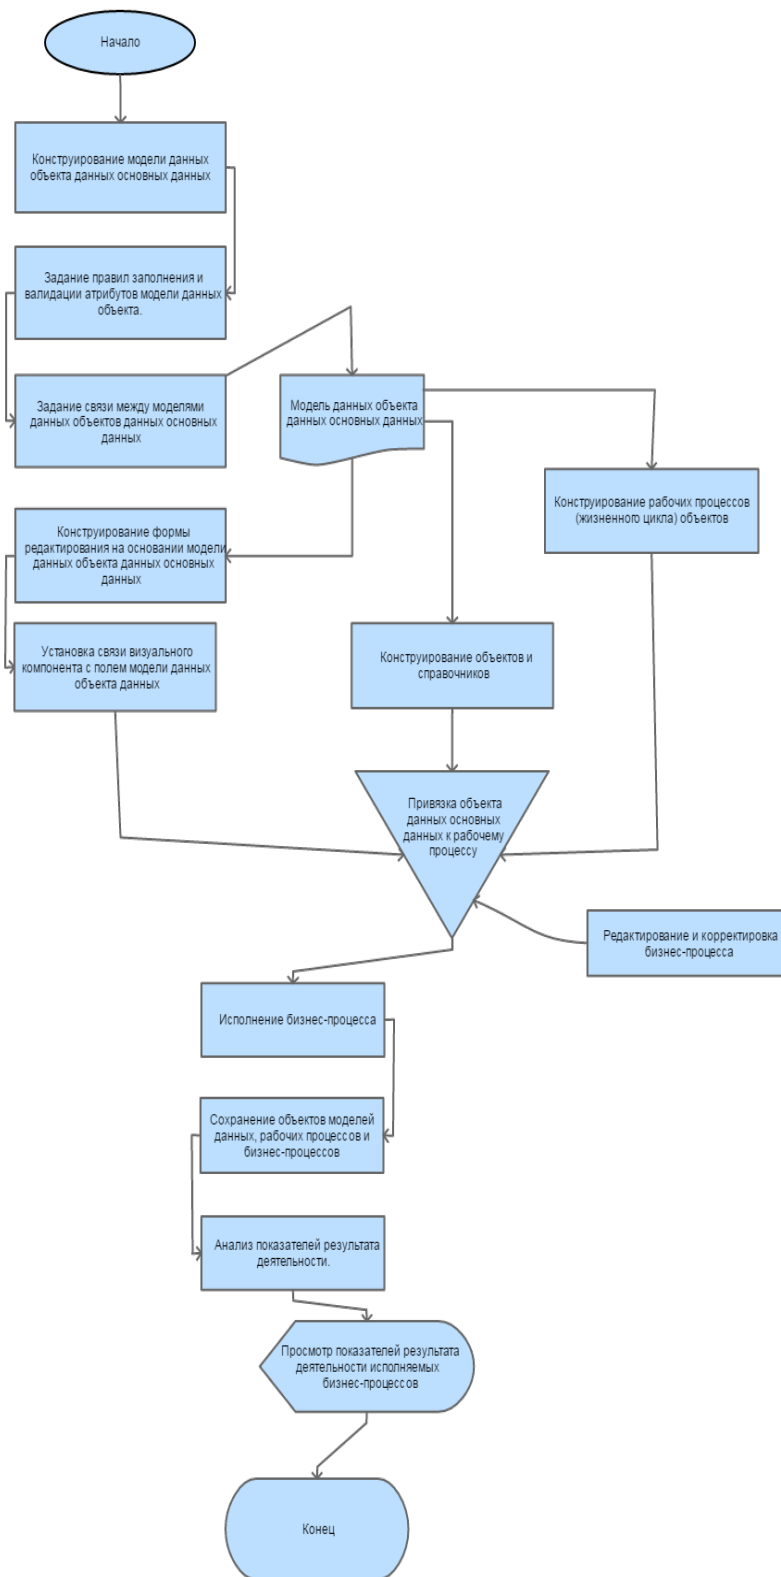 Начало
Конструирование модели данных
объекта данных основных данных
Задание правил заполнения и
валидации атрибутов модели данных
объекта.
Задание связи между моделями
данных объектов данных основных
данных
Модель данных объекта
данных основных данных
Конструирование рабочих процессов
(жизненного цикла) объектов
Конструирование формы
редактирования на основании модели
данных объекта данных основных
данных
Установка связи визуального
компонента с полем модели данных
объекта данных
Конструирование объектов и
справочников
Привязка объекта
данных основных
данных к рабочему
процессу
Редактирование и корректировка
бизнес-процесса
Исполнение бизнес-процесса
Сохранение объектов моделей
данных, рабочих процессов и
бизнес-процессов
Анализ показателей результата
деятельности.
Просмотр показателей результата
деятельности исполняемых
бизнес-процессов
Конец